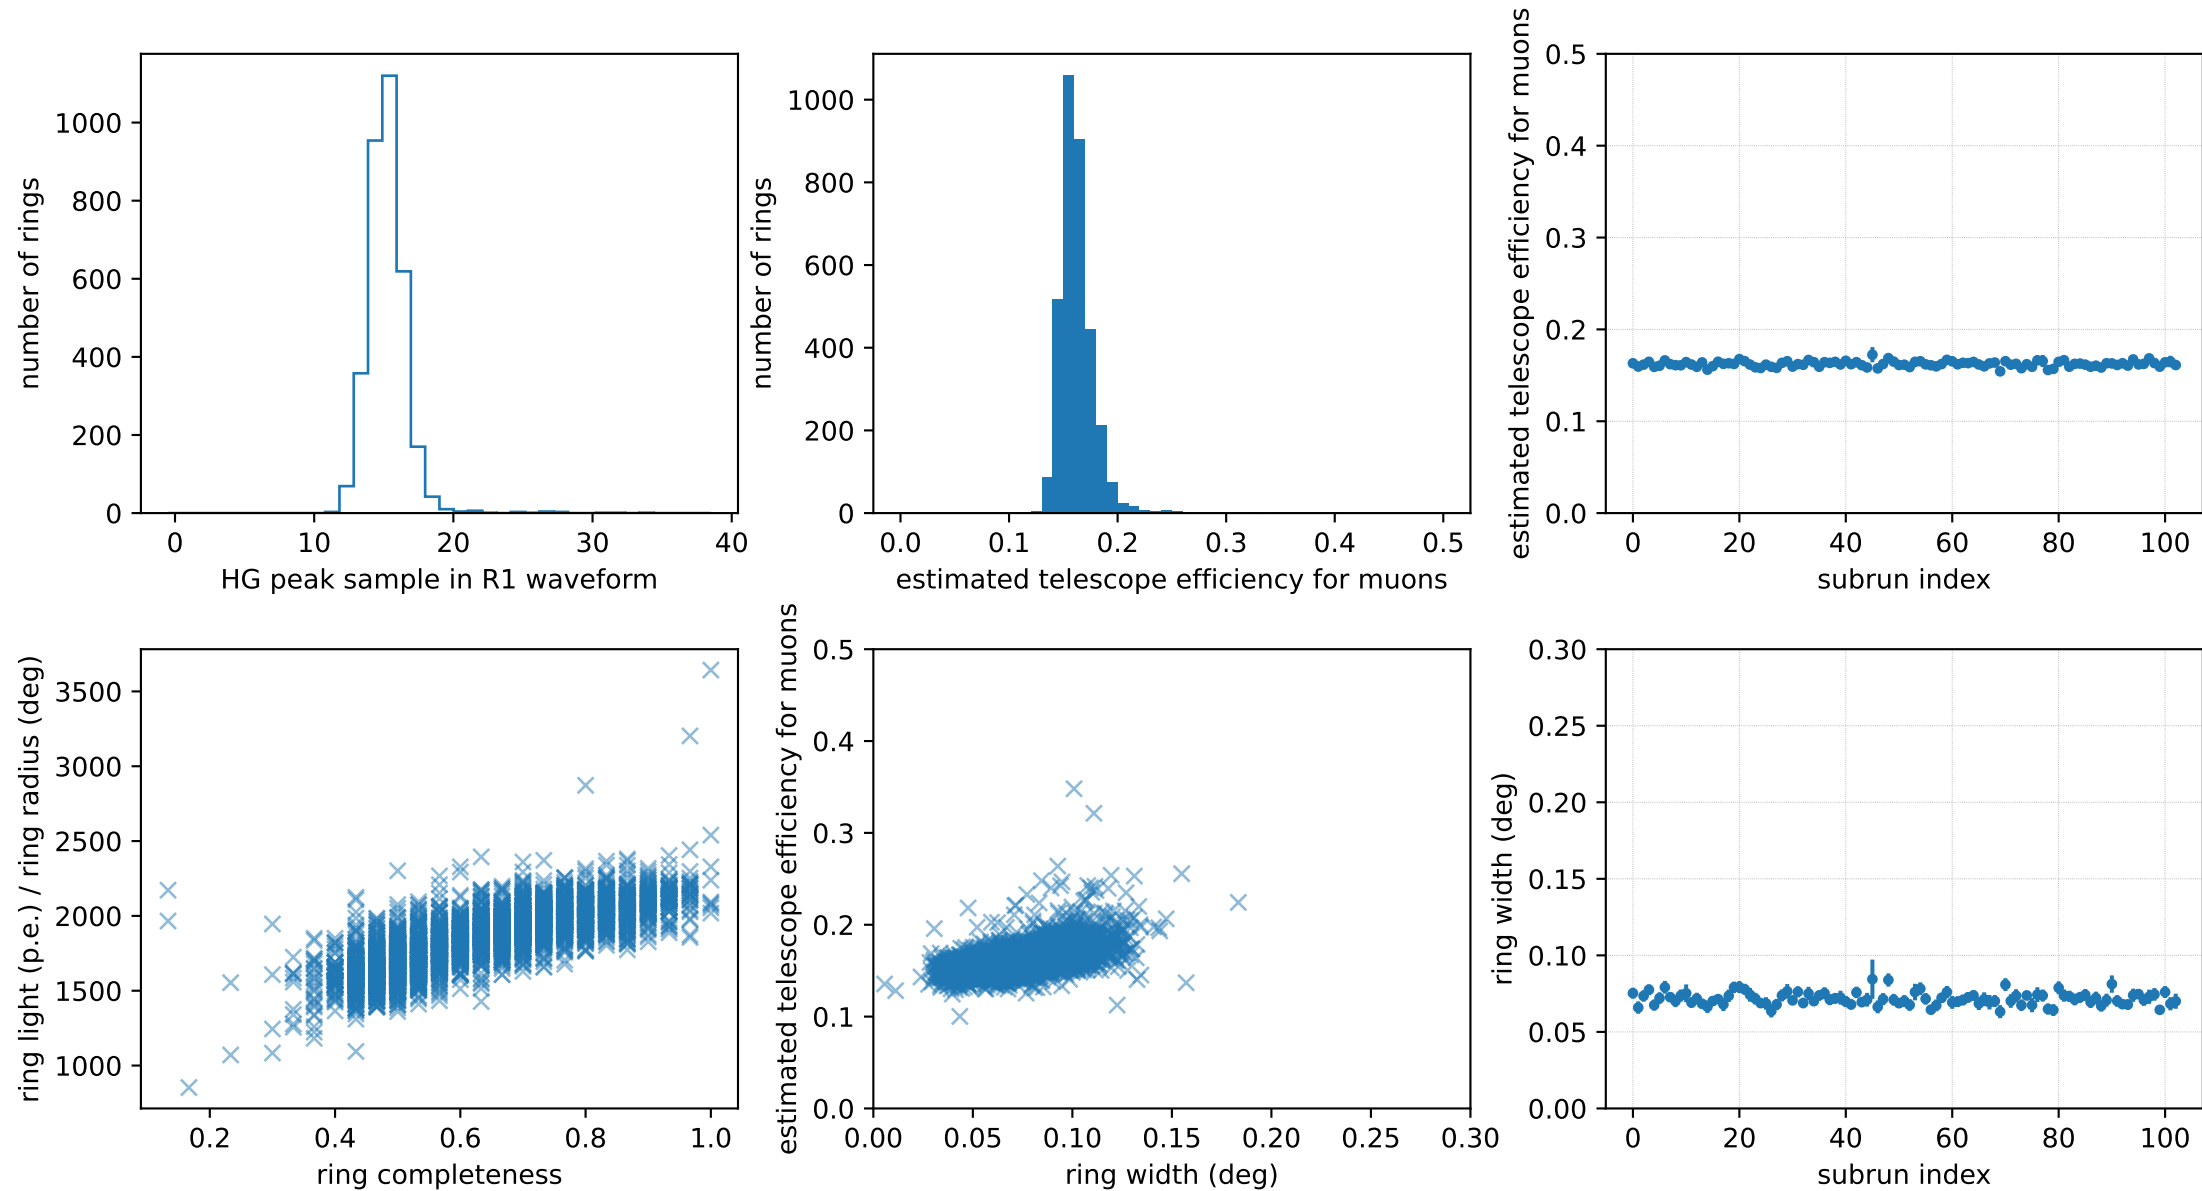 number of rings
1000
800
600
400
200
0
0 10 20 30 40
HG peak sample in R1 waveform
number of rings
1000
800
600
400
200
0
0.0 0.1 0.2 0.3 0.4 0.5
estimated telescope efficiency for muons
estimated telescope efficiency for muons
0.5
0.4
0.3
0.2
0.1
0.0
0 20 40 60 80 100
subrun index
ring light (p.e.) / ring radius (deg)
3500
3000
2500
2000
1500
1000
0.2 0.4 0.6 0.8 1.0
ring completeness
estimated telescope efficiency for muons
0.5
0.4
0.3
0.2
0.1
0.0
0.00 0.05 0.10 0.15 0.20 0.25 0.30
ring width (deg)
ring width (deg)
0.30
0.25
0.20
0.15
0.10
0.05
0.00
0 20 40 60 80 100
subrun index